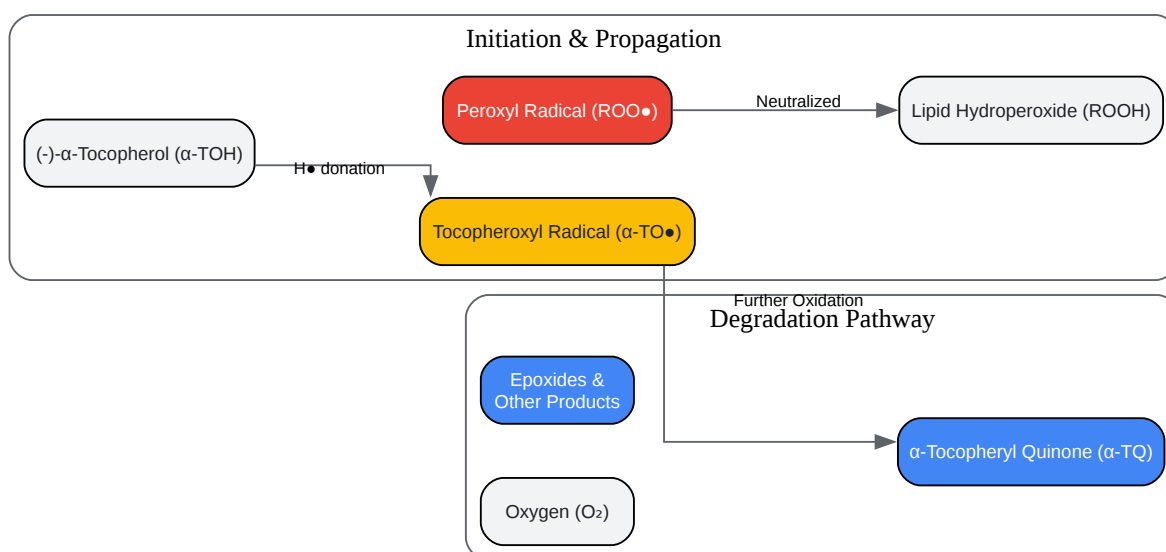 Initiation & Propagation
Peroxyl Radical (ROO●)
Neutralized
Lipid Hydroperoxide (ROOH)
(-)-α-Tocopherol (α-TOH)
H● donation
Tocopheroxyl Radical (α-TO●)
Further Oxidation
Degradation Pathway
Epoxides &
Other Products
α-Tocopheryl Quinone (α-TQ)
Oxygen (O₂)